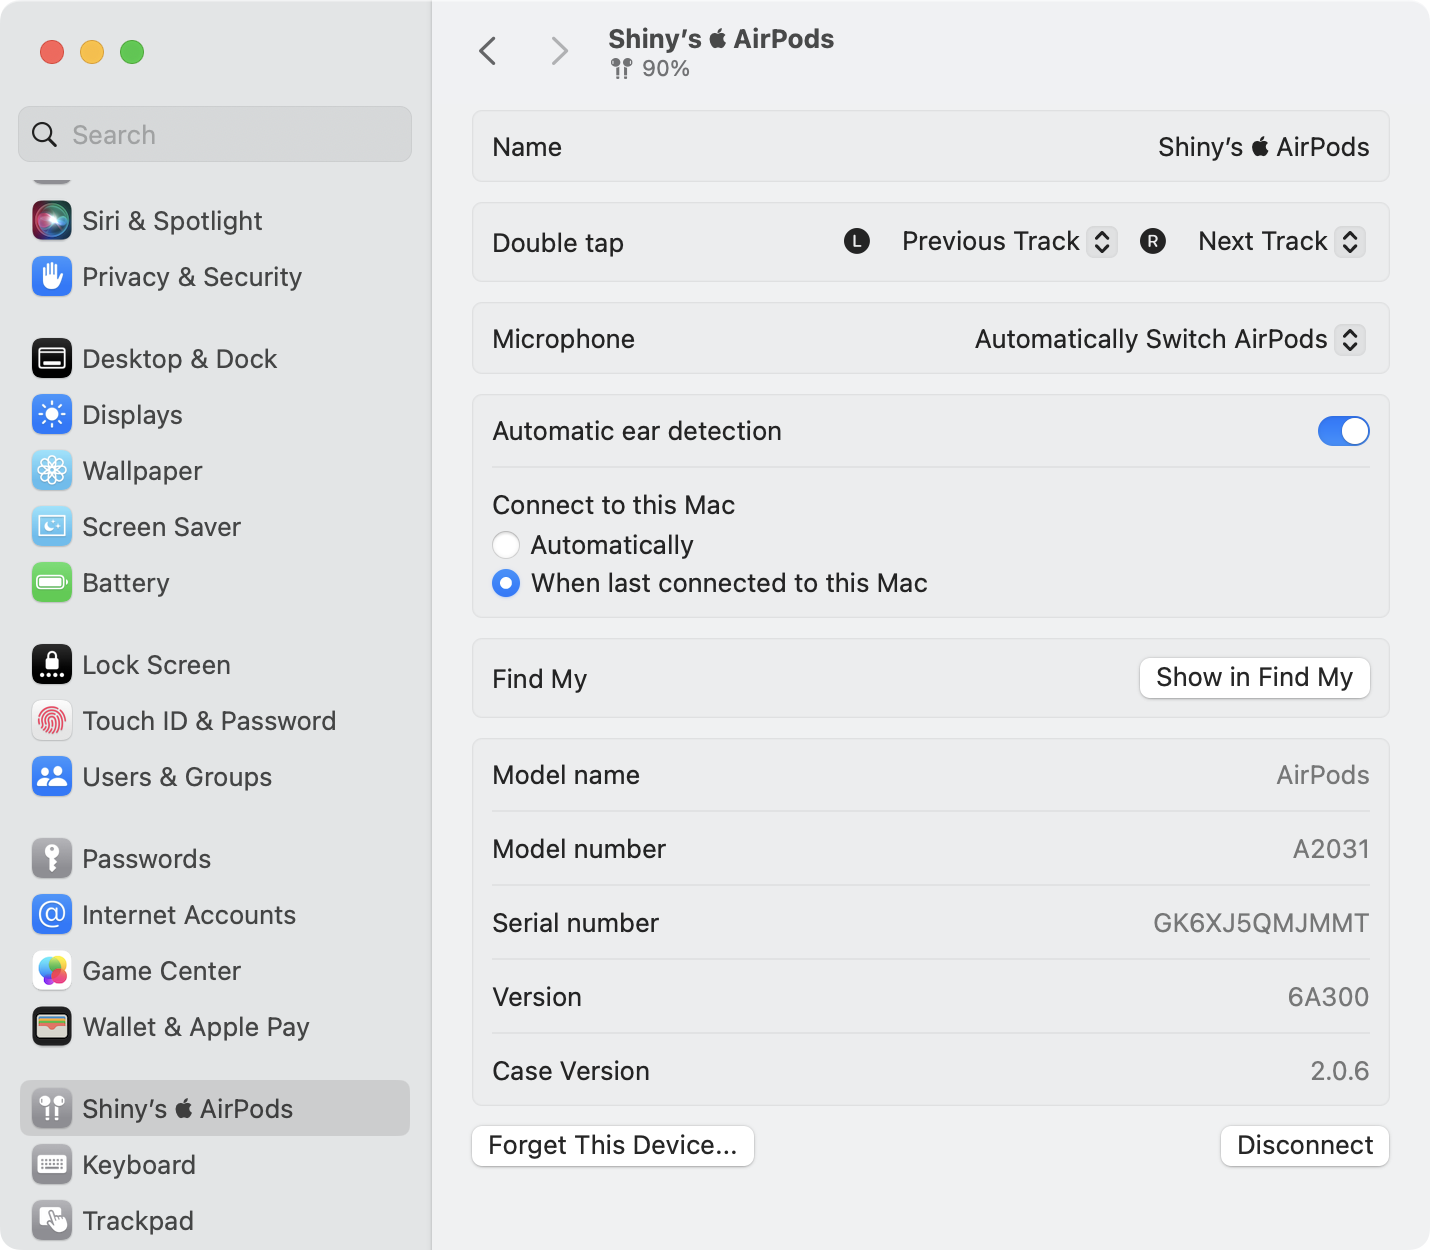 Search
Siri & Spotlight
Privacy & Security
Desktop & Dock
Displays
Wallpaper
Screen Saver
Battery
Lock Screen
Touch ID & Password
Users & Groups
Passwords
Internet Accounts
Game Center
Wallet & Apple Pay
Shiny’s  AirPods
Keyboard
Trackpad
Shiny’s  AirPods
90%
Name Shiny’s  AirPods
Double tap L Previous Track R Next Track
Microphone Automatically Switch AirPods
Automatic ear detection
Connect to this Mac
Automatically
When last connected to this Mac
Find My Show in Find My
Model name AirPods
Model number A2031
Serial number GK6XJ5QMJMMT
Version 6A300
Case Version 2.0.6
Forget This Device... Disconnect